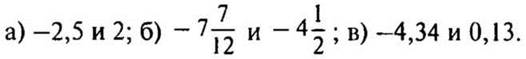 а) −2,5 и 2; б) −7 7/12 и −4 1/2; в) −4,34 и 0,13.